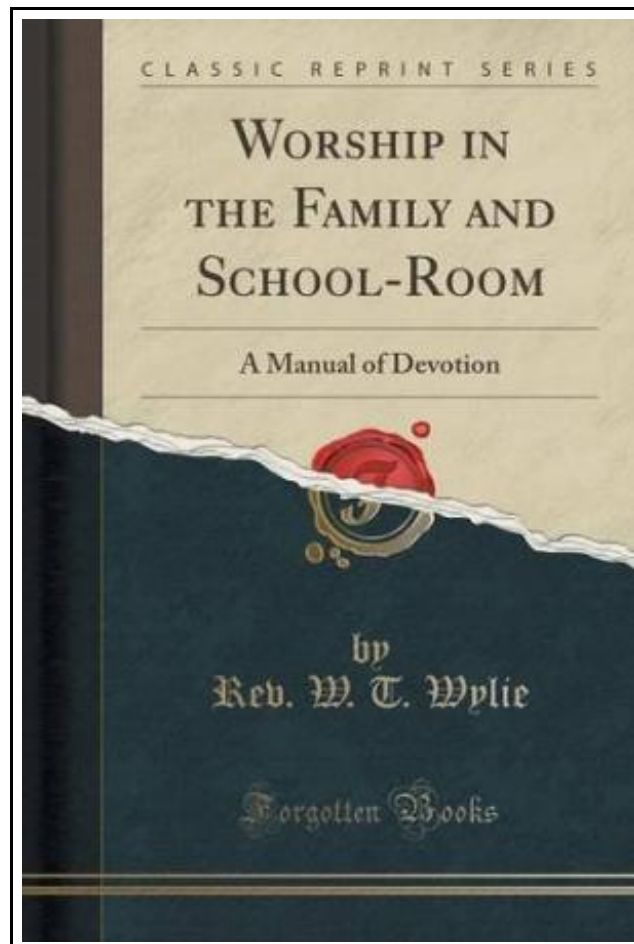 CLASSIC REPRINT SERIES
WORSHIP IN
THE FAMILY AND
SCHOOL-ROOM
A Manual of Devotion
by
Rev. W. T. Wylie
Forgotten Books